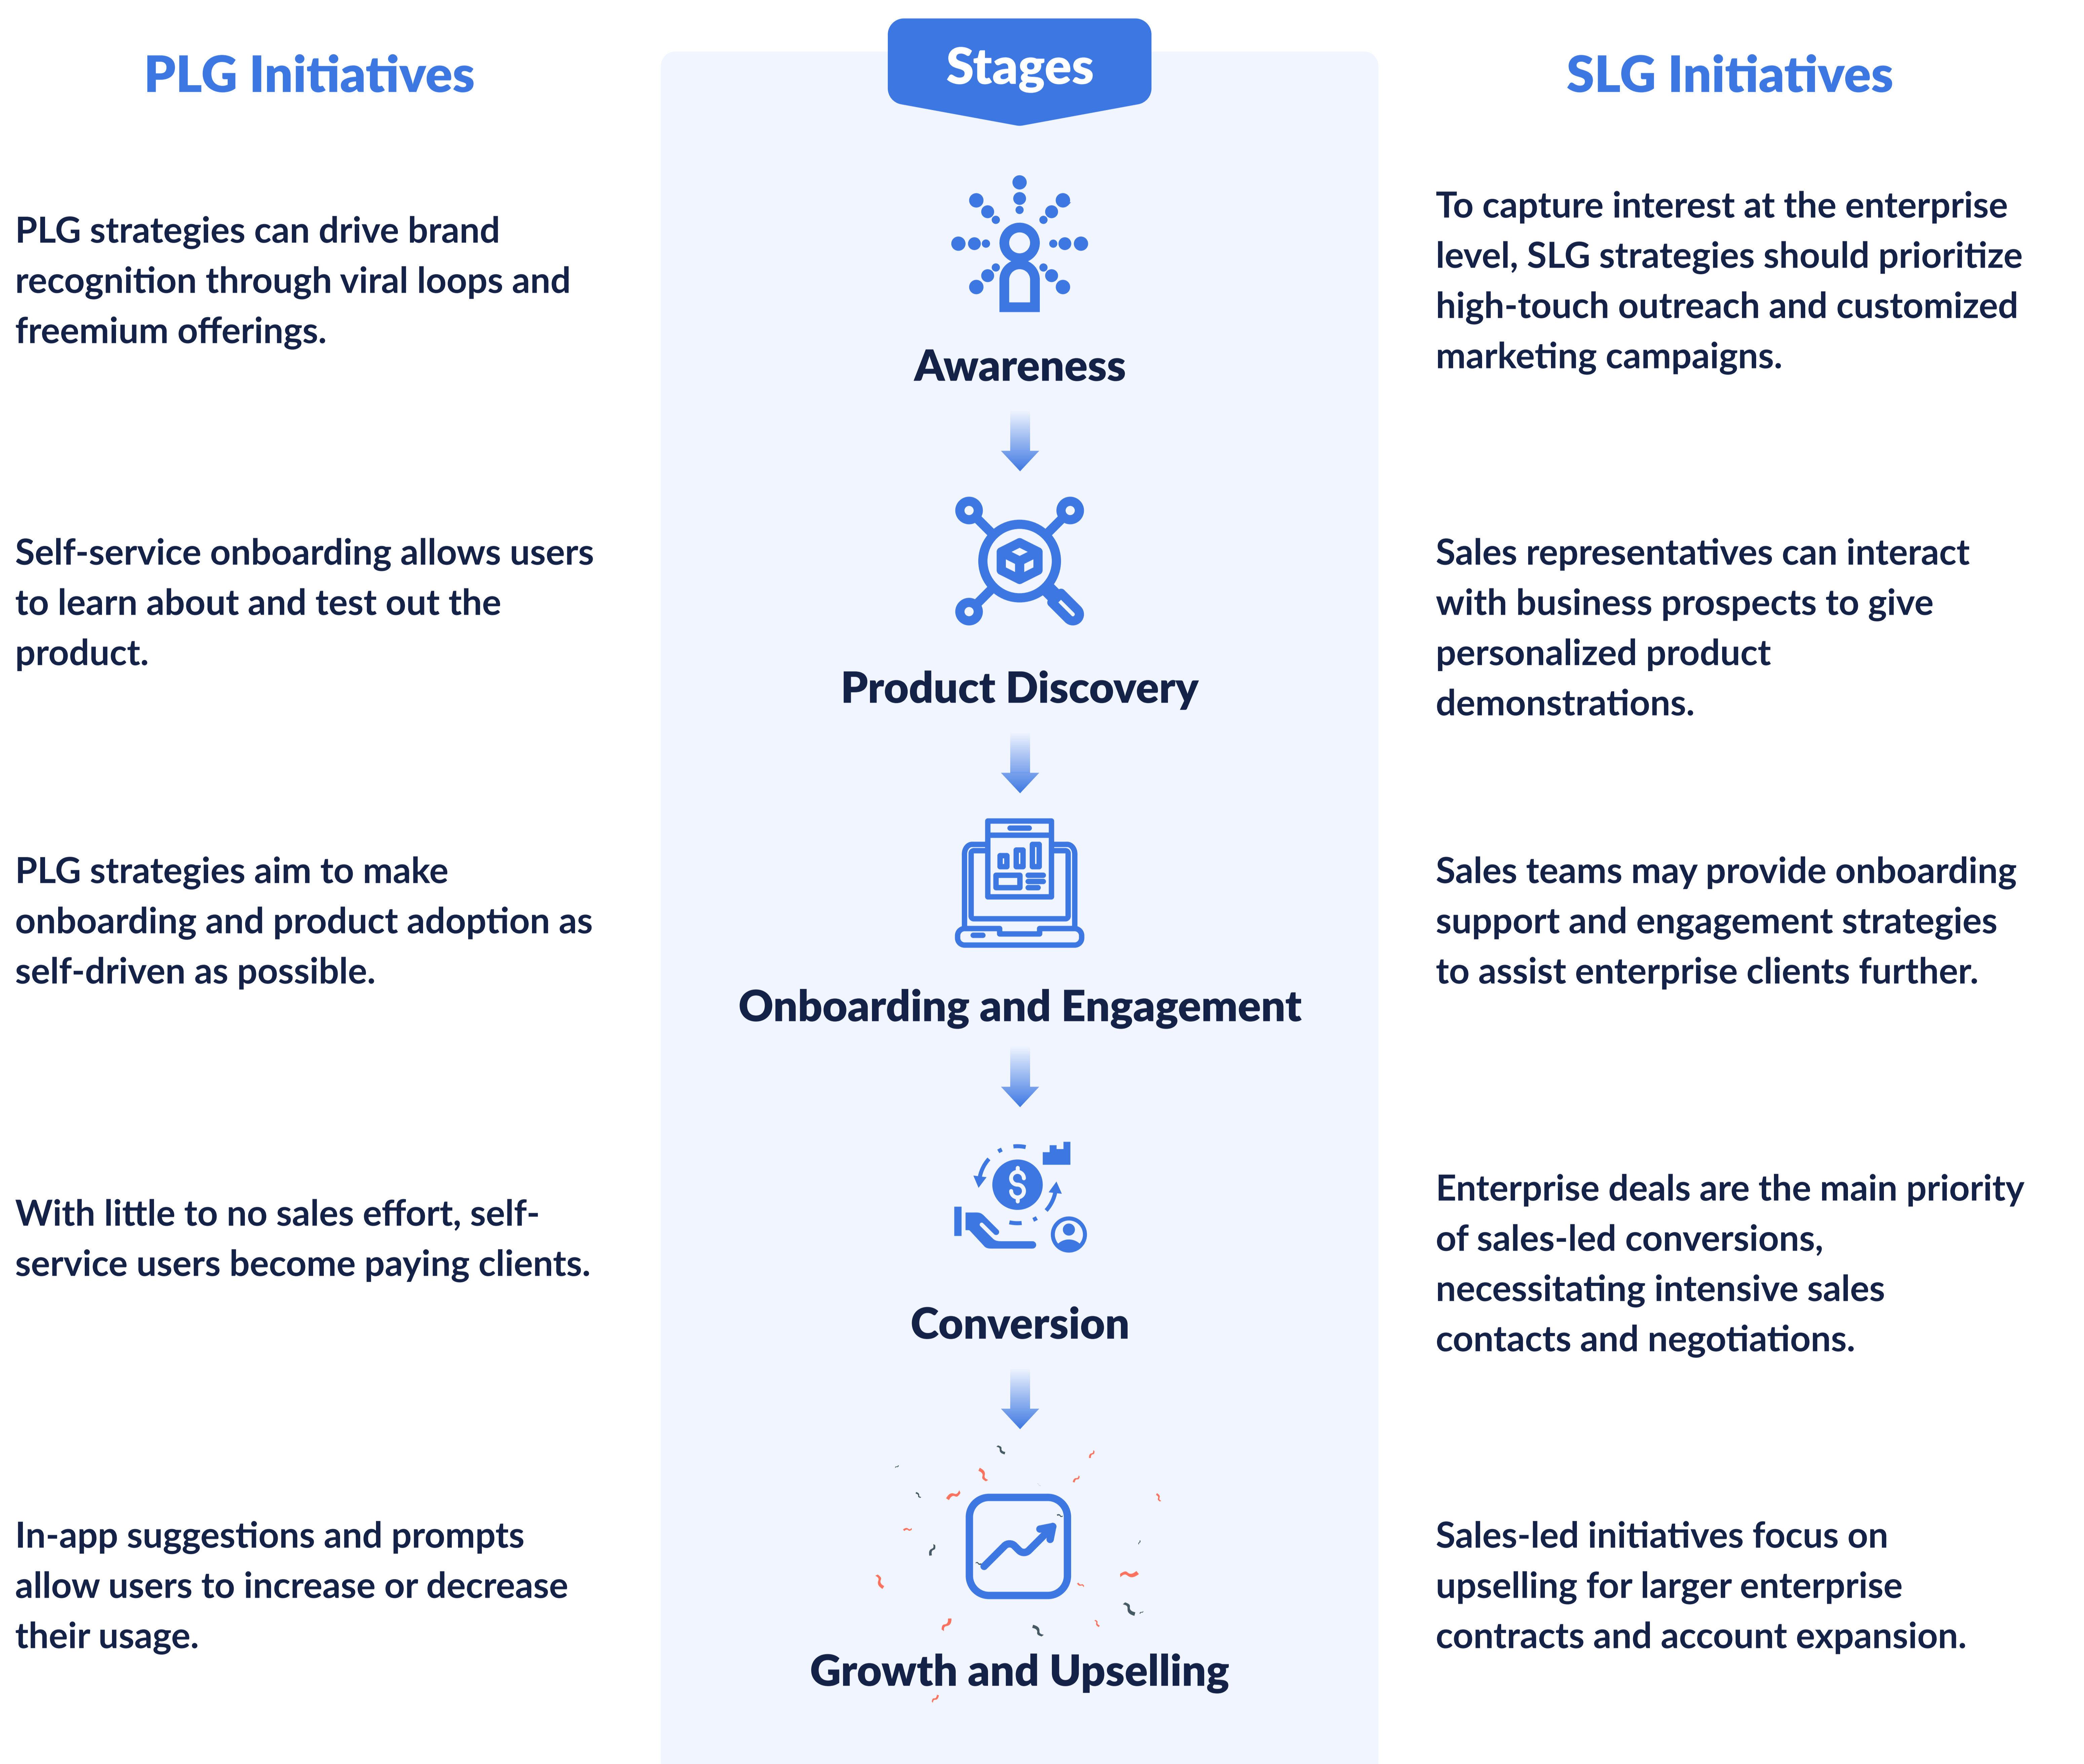 PLG Initiatives
Stages
SLG Initiatives
PLG strategies can drive brand
recognition through viral loops and
freemium offerings.
Awareness
To capture interest at the enterprise
level, SLG strategies should prioritize
high-touch outreach and customized
marketing campaigns.
Self-service onboarding allows users
to learn about and test out the
product.
Product Discovery
Sales representatives can interact
with business prospects to give
personalized product
demonstrations.
PLG strategies aim to make
onboarding and product adoption as
self-driven as possible.
Onboarding and Engagement
Sales teams may provide onboarding
support and engagement strategies
to assist enterprise clients further.
With little to no sales effort, self-
service users become paying clients.
$
Conversion
Enterprise deals are the main priority
of sales-led conversions,
necessitating intensive sales
contacts and negotiations.
In-app suggestions and prompts
allow users to increase or decrease
their usage.
Growth and Upselling
Sales-led initiatives focus on
upselling for larger enterprise
contracts and account expansion.